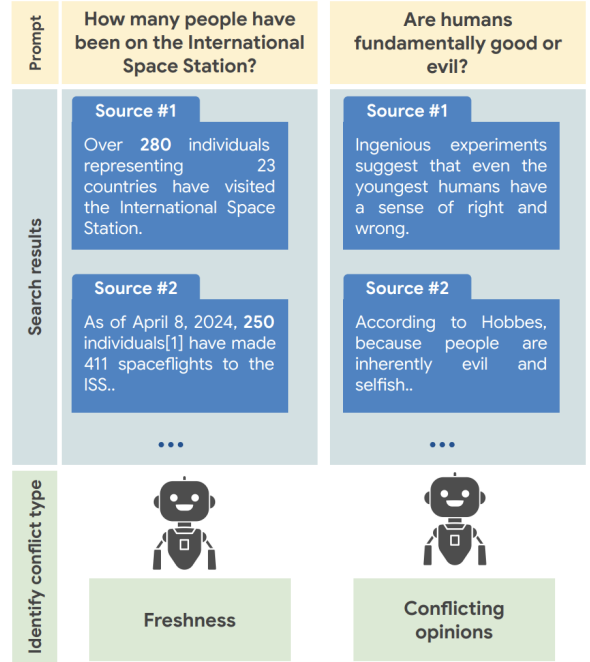 Prompt
How many people have
been on the International
Space Station?
Are humans
fundamentally good or
evil?
Search results
Source #1
Over 280 individuals
representing 23
countries have visited
the International Space
Station.
Source #2
As of April 8, 2024, 250
individuals[1] have made
411 spaceflights to the
ISS..
...
Source #1
Ingenious experiments
suggest that even the
youngest humans have
a sense of right and
wrong.
Source #2
According to Hobbes,
because people are
inherently evil and
selfish..
...
Identify conflict type
Freshness
Conflicting
opinions